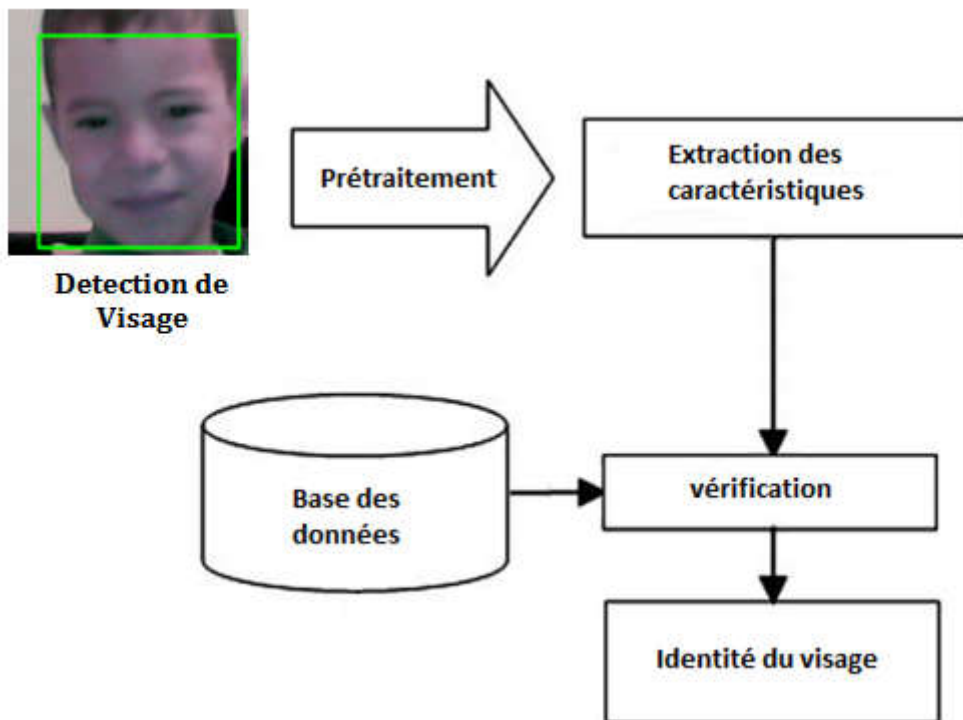 Detection de
Visage
Prétraitement
Extraction des
caractéristiques
Base des
données
vérification
Identité du visage